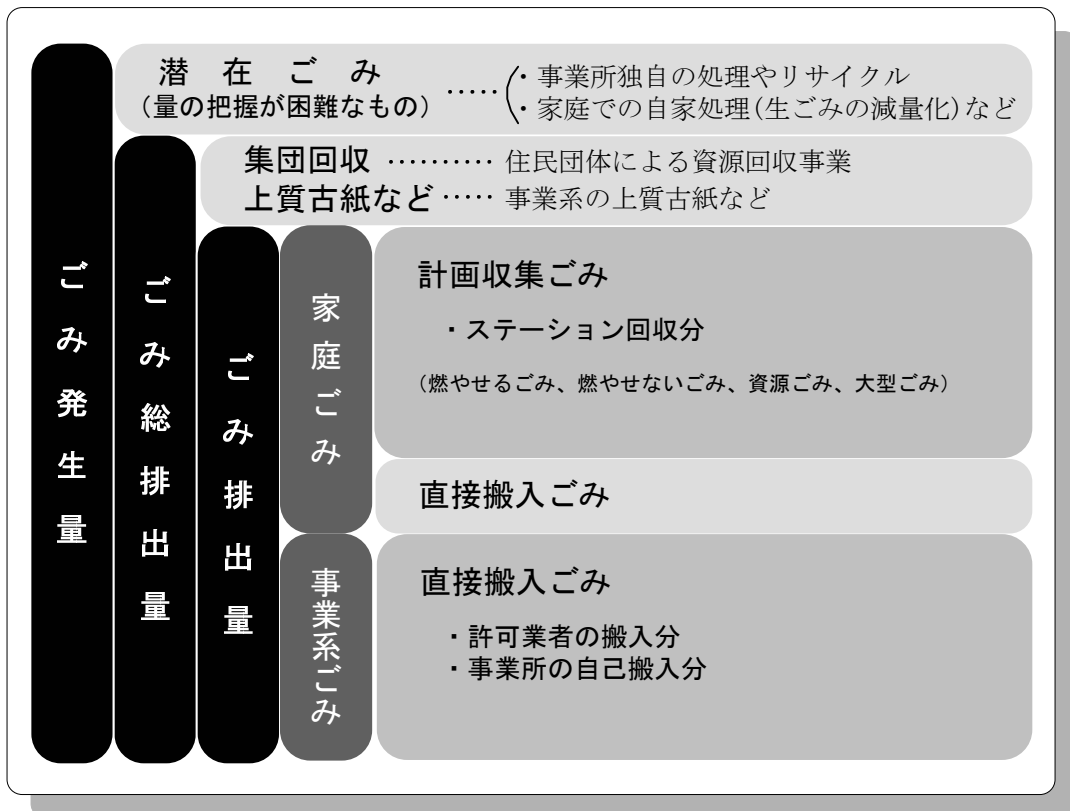 ごみ発生量
潜在ごみ
(量の把握が困難なもの)
‥‥‥
・事業所独自の処理やリサイクル
・家庭での自家処理(生ごみの減量化)など
ごみ総排出量
集団回収 ‥‥‥‥‥ 住民団体による資源回収事業
上質古紙など ‥‥‥ 事業系の上質古紙など
ごみ排出量
家庭ごみ
計画収集ごみ
・ステーション回収分
(燃やせるごみ、燃やせないごみ、資源ごみ、大型ごみ)
直接搬入ごみ
事業系ごみ
直接搬入ごみ
・許可業者の搬入分
・事業所の自己搬入分